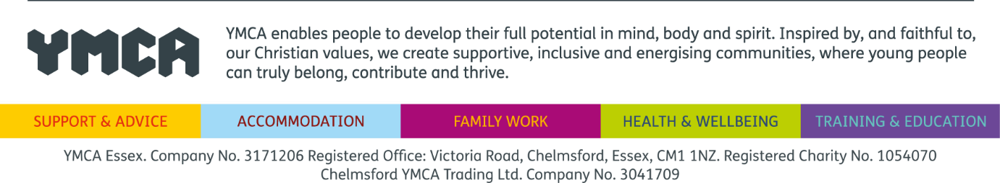 YMCA
YMCA enables people to develop their full potential in mind, body and spirit. Inspired by, and faithful to,
our Christian values, we create supportive, inclusive and energising communities, where young people
can truly belong, contribute and thrive.
SUPPORT & ADVICE ACCOMMODATION FAMILY WORK HEALTH & WELLBEING TRAINING & EDUCATION
YMCA Essex. Company No. 3171206 Registered Office: Victoria Road, Chelmsford, Essex, CM1 1NZ. Registered Charity No. 1054070
Chelmsford YMCA Trading Ltd. Company No. 3041709